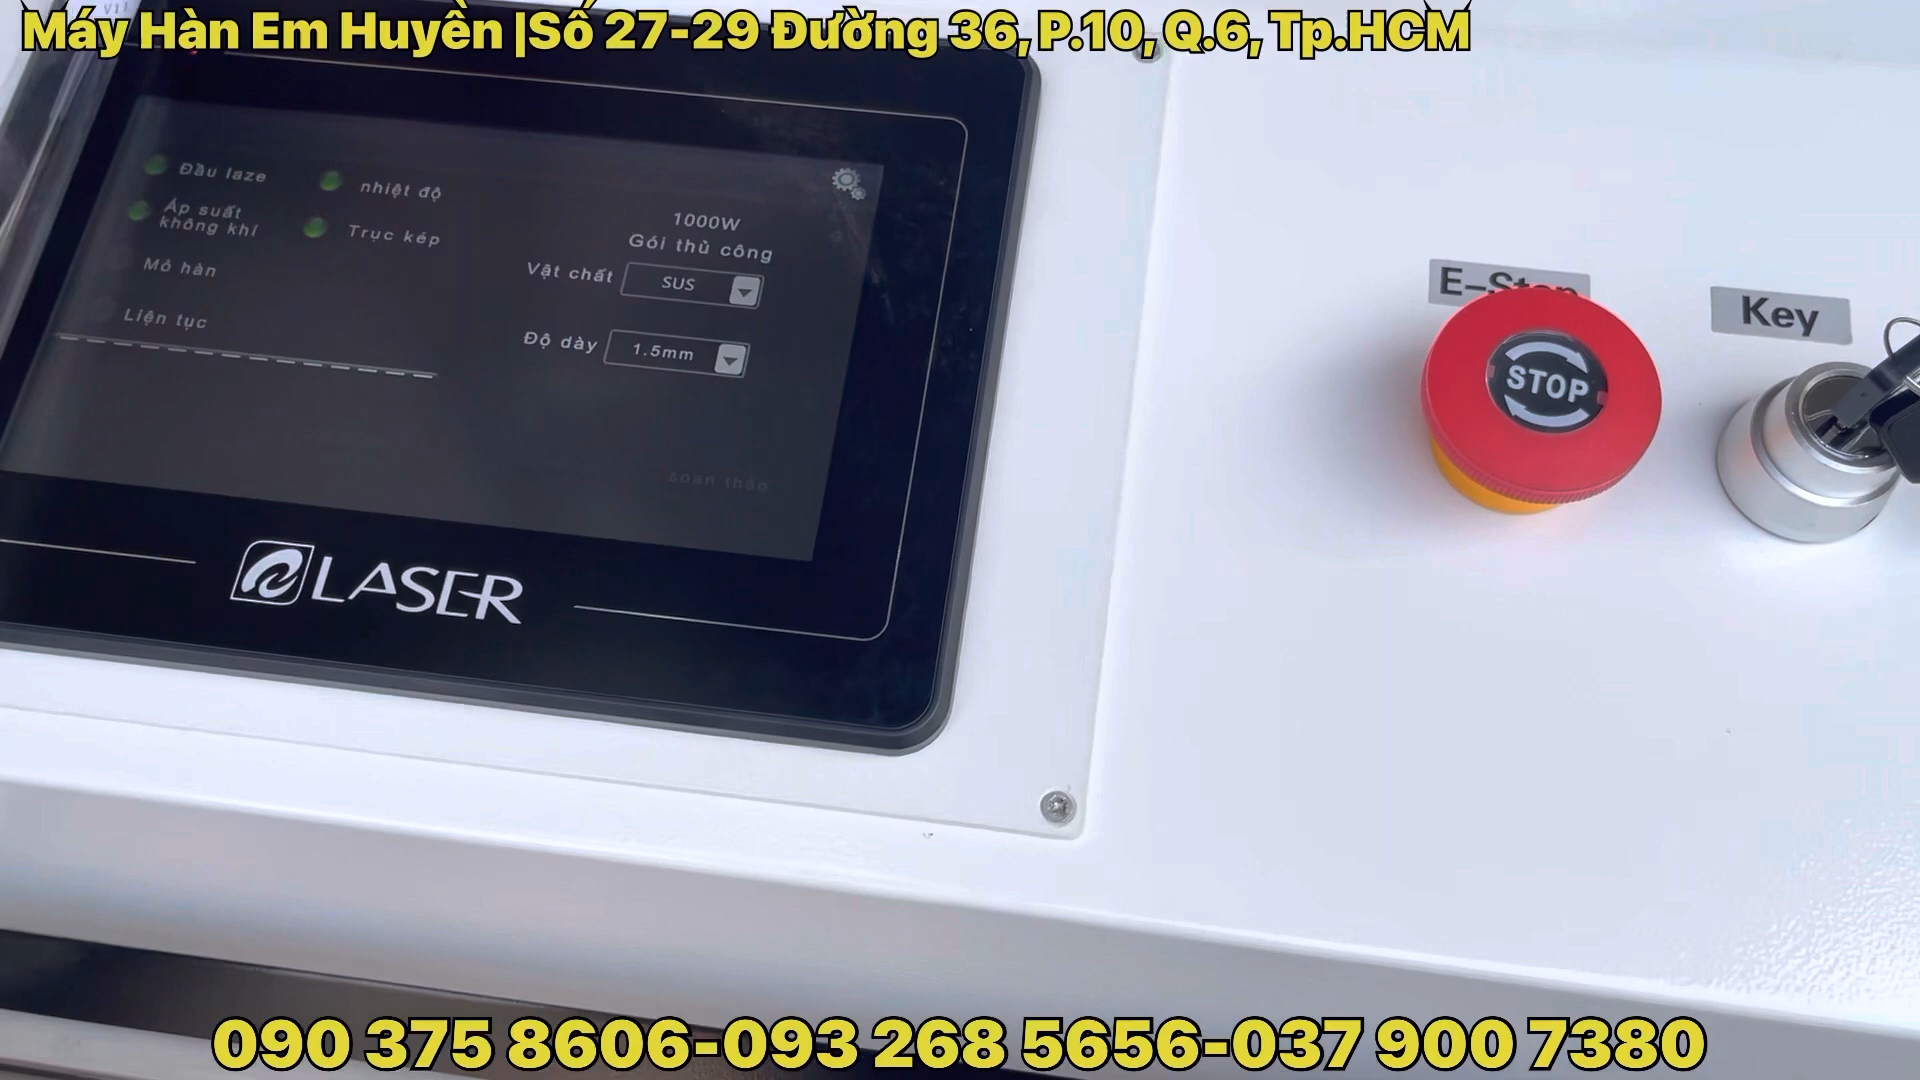 Máy Hàn Em Huyền |Số 27-29 Đường 36, P.10, Q.6, Tp.HCM
Đầu laze
nhiệt độ
Áp suất
không khí
Trục kép
Mỏ hàn
Liện tục
1000W
Gói thủ công
Vật chất
SUS
Độ dày
1.5mm
soạn thảo
LASER
E-Stop
STOP
Key
090 375 8606-093 268 5656-037 900 7380